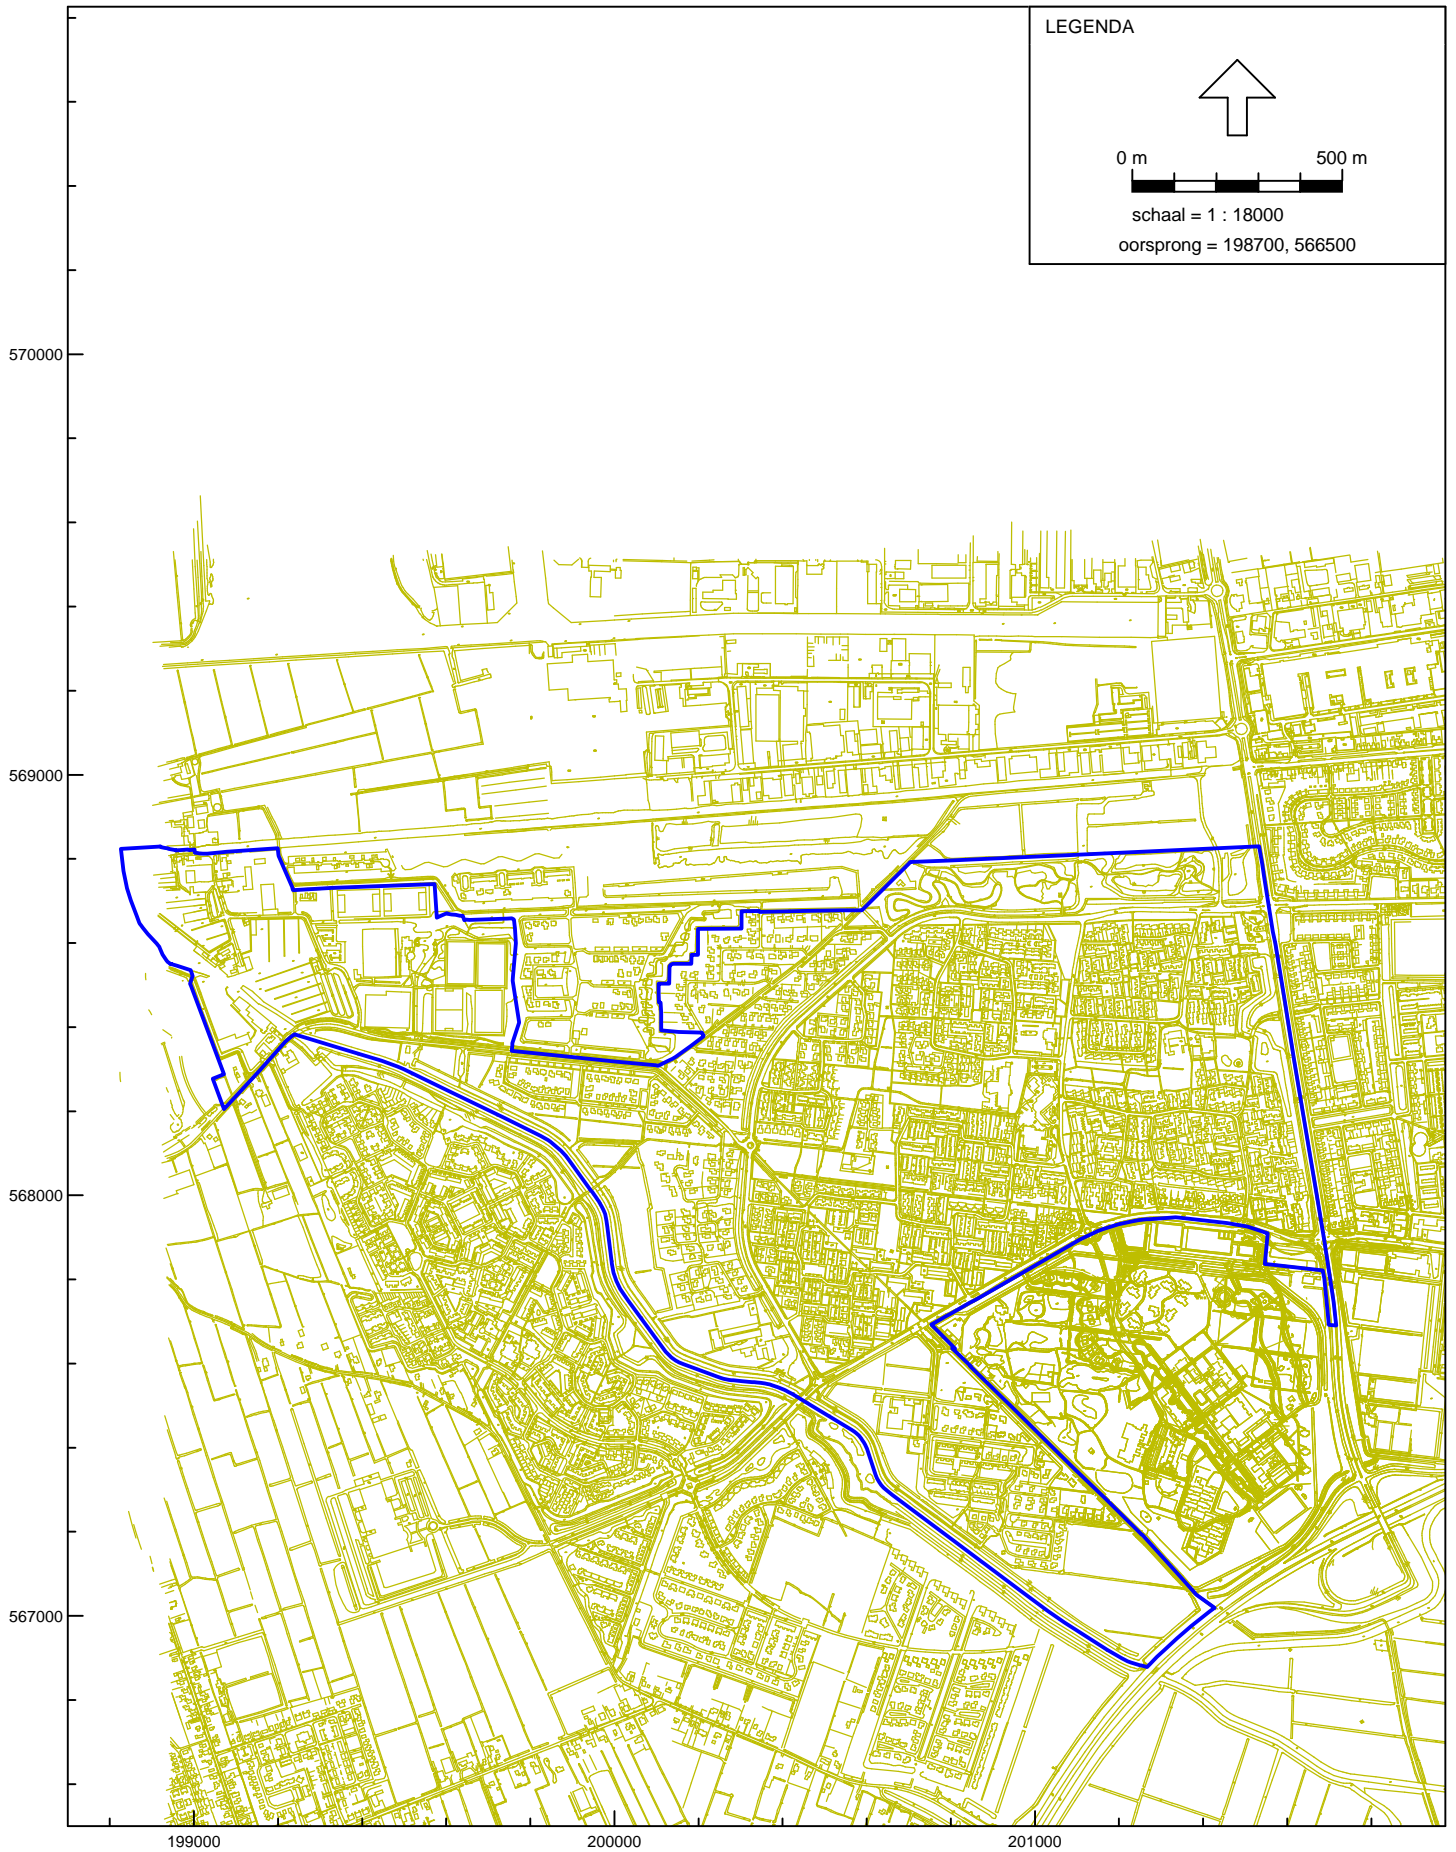 LEGENDA
0 m 500 m
schaal = 1 : 18000
oorsprong = 198700, 566500
570000
569000
568000
567000
199000 200000 201000